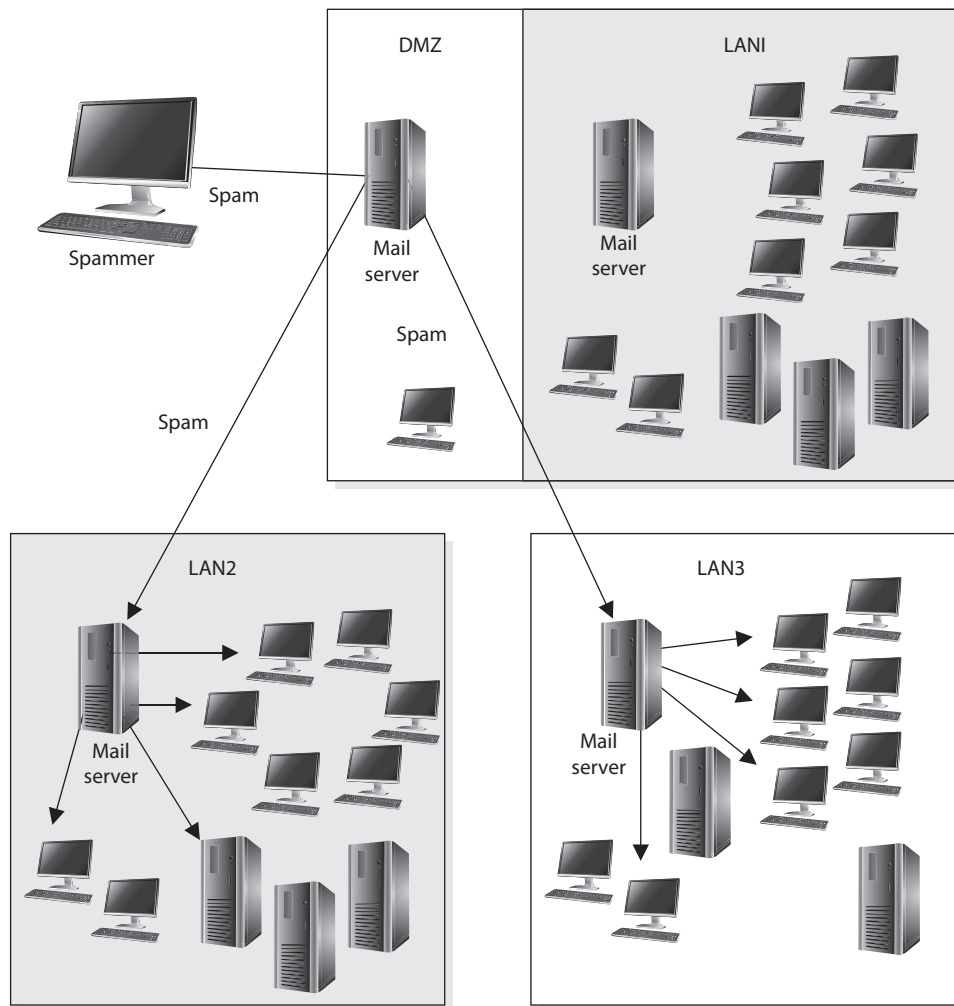 DMZ
LANI
Spam
Spammer
Mail
server
Mail
server
Spam
Spam
LAN2
LAN3
Mail
server
Mail
server